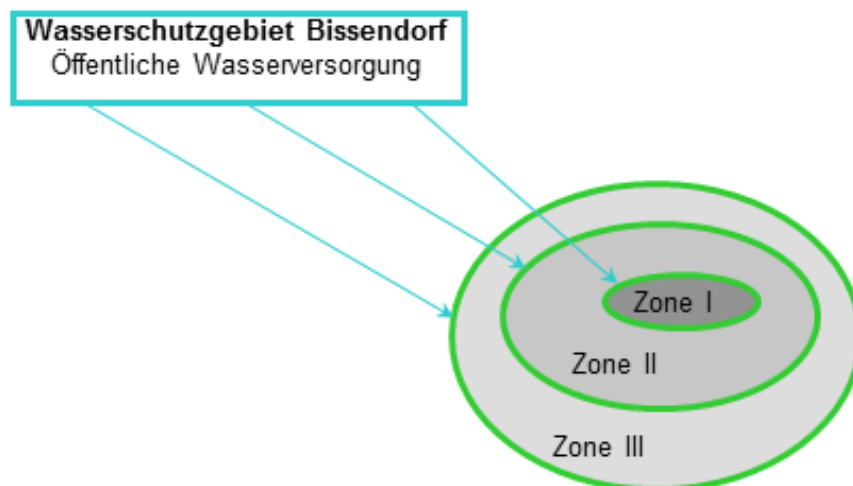 Wasserschutzgebiet Bissendorf
Öffentliche Wasserversorgung
Zone I
Zone II
Zone III